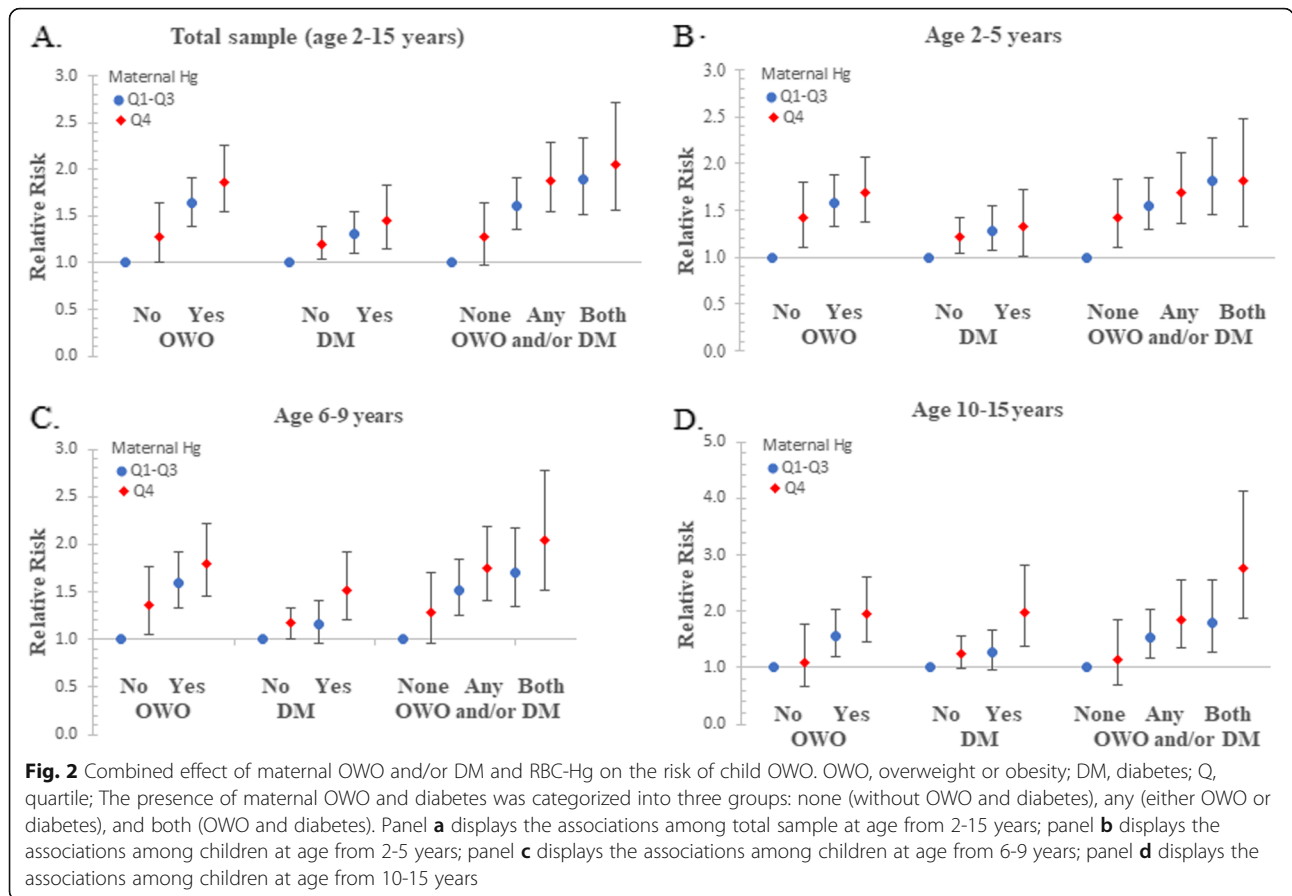 A.
Total sample (age 2-15 years)
Maternal Hg
Q1-Q3
Q4
Relative Risk
3.0
2.5
2.0
1.5
1.0
0.5
0.0
No Yes
OWO
No Yes
DM
None Any Both
OWO and/or DM
B.
Age 2-5 years
Maternal Hg
Q1-Q3
Q4
Relative Risk
3.0
2.5
2.0
1.5
1.0
0.5
0.0
No Yes
OWO
No Yes
DM
None Any Both
OWO and/or DM
C.
Age 6-9 years
Maternal Hg
Q1-Q3
Q4
Relative Risk
3.0
2.5
2.0
1.5
1.0
0.5
0.0
No Yes
OWO
No Yes
DM
None Any Both
OWO and/or DM
D.
Age 10-15 years
Maternal Hg
Q1-Q3
Q4
Relative Risk
5.0
4.0
3.0
2.0
1.0
0.0
No Yes
OWO
No Yes
DM
None Any Both
OWO and/or DM
Fig. 2 Combined effect of maternal OWO and/or DM and RBC-Hg on the risk of child OWO. OWO, overweight or obesity; DM, diabetes; Q,
quartile; The presence of maternal OWO and diabetes was categorized into three groups: none (without OWO and diabetes), any (either OWO or
diabetes), and both (OWO and diabetes). Panel a displays the associations among total sample at age from 2-15 years; panel b displays the
associations among children at age from 2-5 years; panel c displays the associations among children at age from 6-9 years; panel d displays the
associations among children at age from 10-15 years